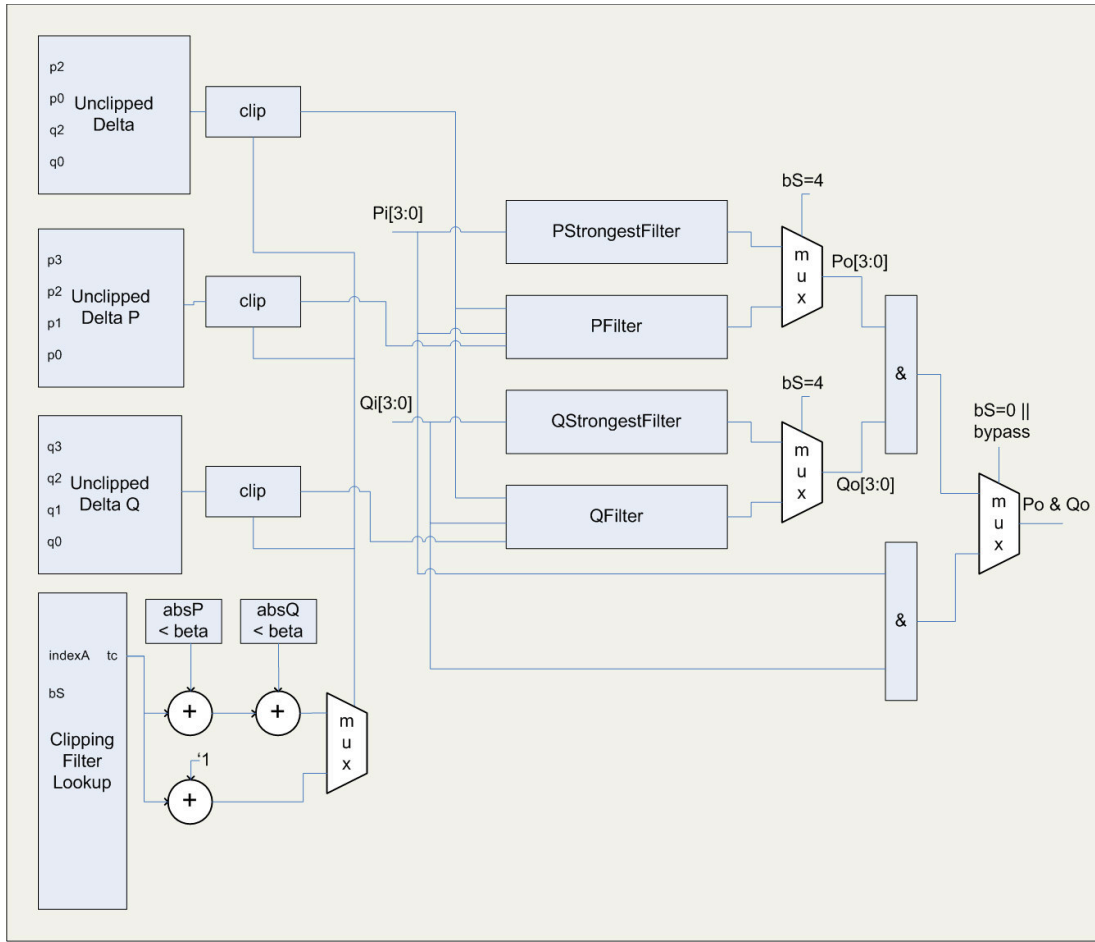 p2
p0
Unclipped
Delta
q2
q0
clip
p3
p2
Unclipped
Delta P
p1
p0
clip
q3
q2
Unclipped
Delta Q
q1
q0
clip
indexA tc
bS
Clipping
Filter
Lookup
absP
< beta
absQ
< beta
+
+
‘1
+
m
u
x
Pi[3:0]
PStrongestFilter
PFilter
Qi[3:0]
QStrongestFilter
QFilter
bS=4
m
u
x
Po[3:0]
bS=4
m
u
x
Qo[3:0]
&
&
bS=0 ||
bypass
m
u
x
Po & Qo